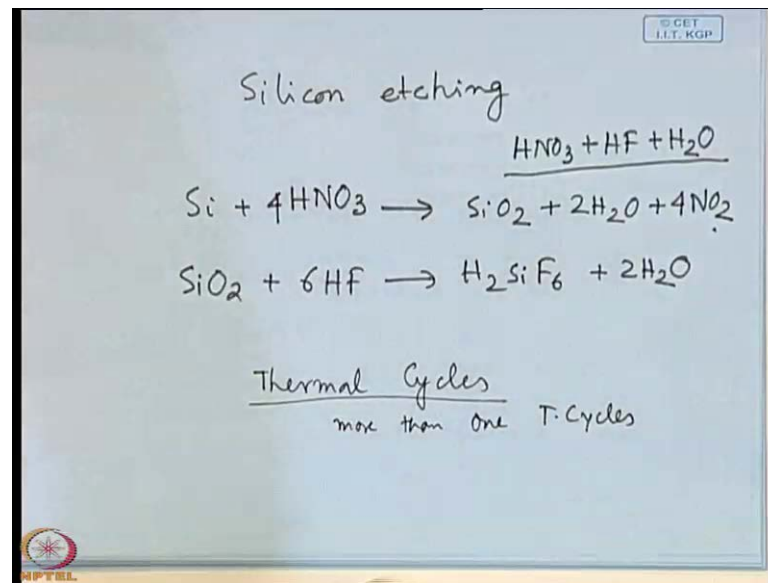 © CET
I.I.T. KGP
Silicon etching
HNO₃ + HF + H₂O
Si + 4HNO₃ → SiO₂ + 2H₂O + 4NO₂
SiO₂ + 6HF → H₂SiF₆ + 2H₂O
Thermal Cycles
more than One T. Cycles
NPTEL